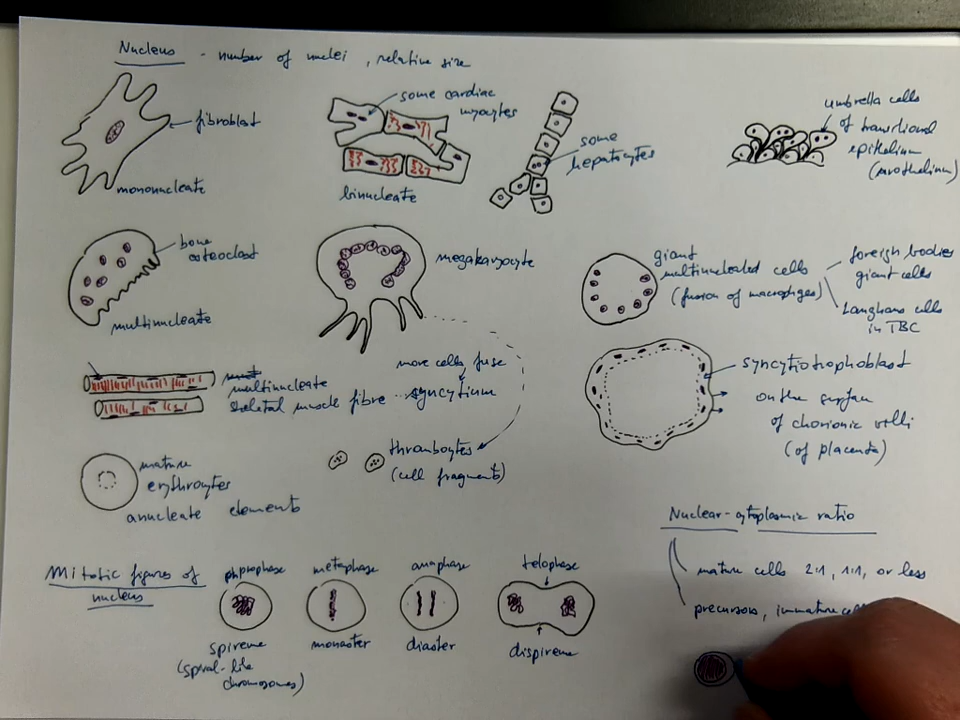 Nucleus - number of nuclei, relative size
fibroblast
mononucleate
some cardiac
myocytes
binucleate
some
hepatocytes
umbrella cells
of transitional
epithelium
(urothelium)
bone
osteoclast
multinucleate
megakaryocyte
giant
multinucleated cells
(fusion of macrophages)
foreign bodies
giant cells
Langhans cells
in TBC
multinucleate
skeletal muscle fibre
more cells fuse
syncytium
syncytiotrophoblast
on the surface
of chorionic villi
(of placenta)
mature
erythrocytes
anucleate elements
thrombocytes
(cell fragments)
Nuclear-cytoplasmic ratio
mature cells 2:1, 1:1, or less
precursors, immature
Mitotic figures of
nucleus
prophase
metaphase
anaphase
telophase
spireme
(spiral-like
chromosomes)
monaster
diaster
dispireme